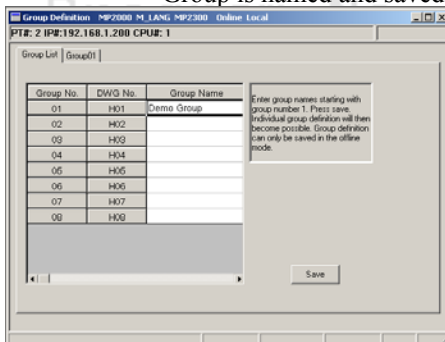 Group is named and saved
Group Definition MP2000 M_LANG MP2300 Online Local
PT#: 2 IP#:192.168.1.200 CPU#: 1
Group List Group01
Group No. DWG No. Group Name
01 H01 Demo Group
02 H02
03 H03
04 H04
05 H05
06 H06
07 H07
08 H08
Enter group names starting with
group number 1. Press save.
Individual group definition will then
become possible. Group definition
can only be saved in the offline
mode.
Save